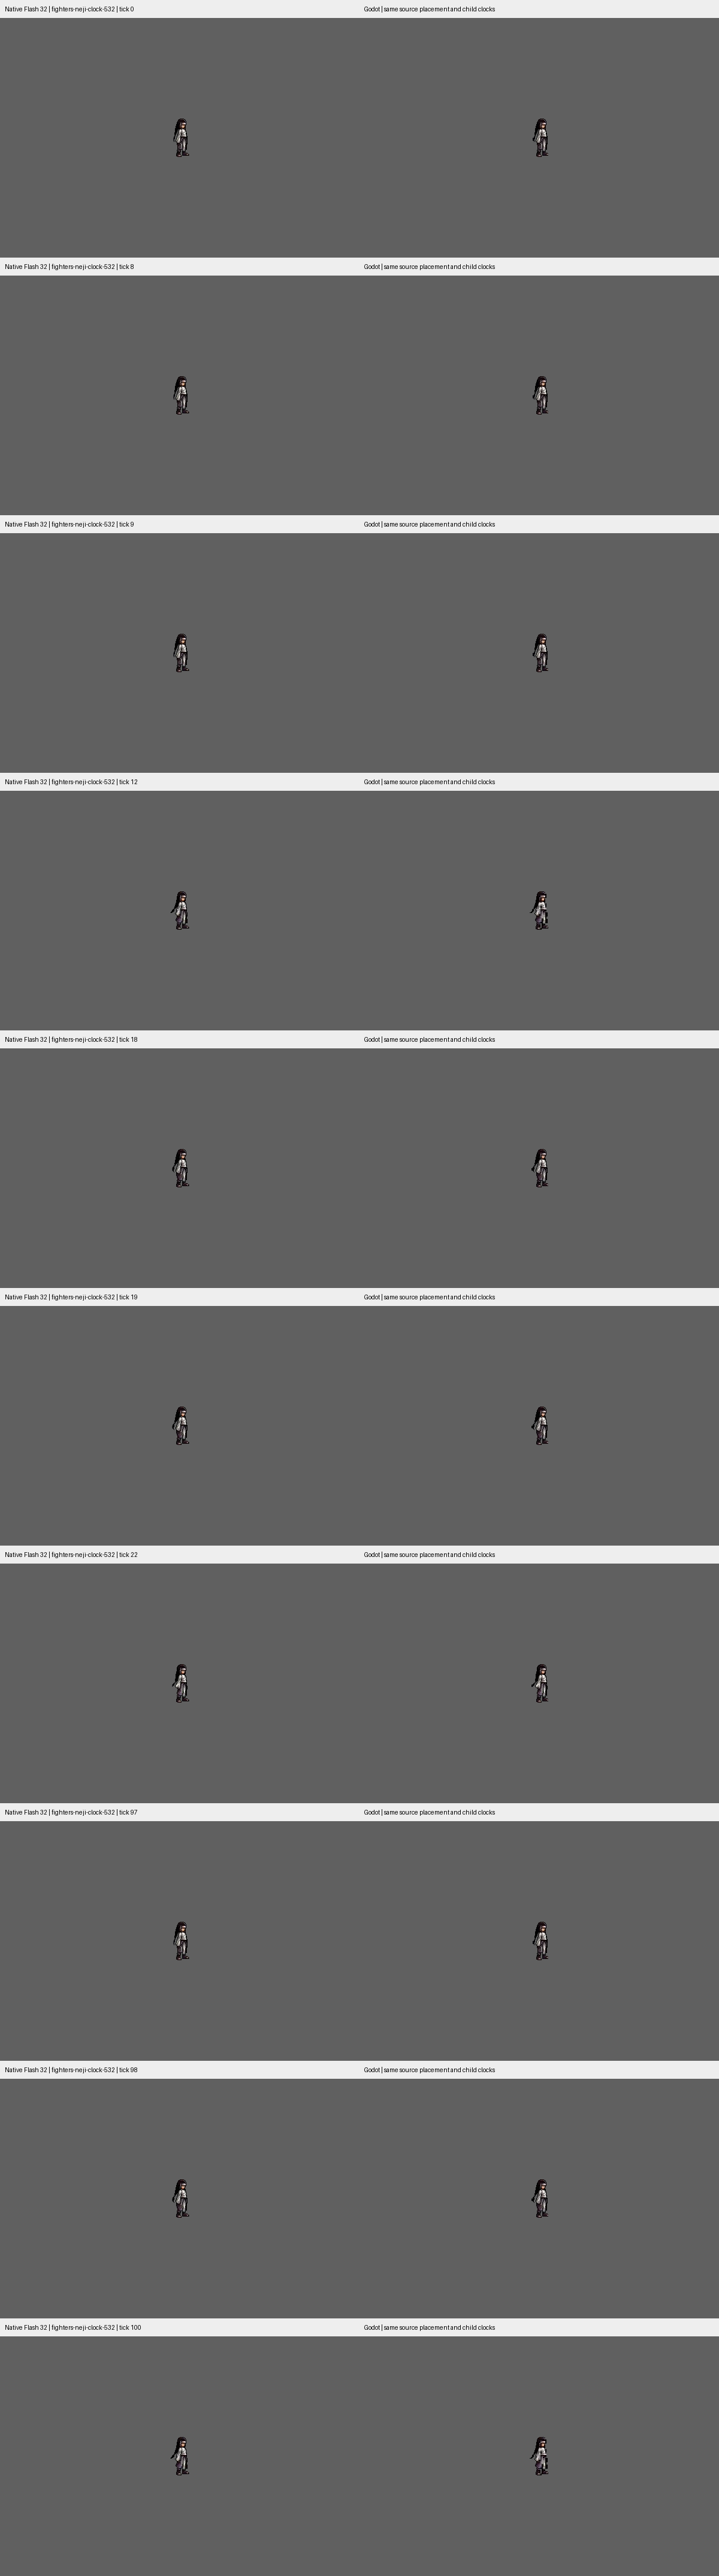 Native Flash 32 | fighters-neji-clock-532 | tick 0
Godot | same source placement and child clocks
Native Flash 32 | fighters-neji-clock-532 | tick 8
Godot | same source placement and child clocks
Native Flash 32 | fighters-neji-clock-532 | tick 9
Godot | same source placement and child clocks
Native Flash 32 | fighters-neji-clock-532 | tick 12
Godot | same source placement and child clocks
Native Flash 32 | fighters-neji-clock-532 | tick 18
Godot | same source placement and child clocks
Native Flash 32 | fighters-neji-clock-532 | tick 19
Godot | same source placement and child clocks
Native Flash 32 | fighters-neji-clock-532 | tick 22
Godot | same source placement and child clocks
Native Flash 32 | fighters-neji-clock-532 | tick 97
Godot | same source placement and child clocks
Native Flash 32 | fighters-neji-clock-532 | tick 98
Godot | same source placement and child clocks
Native Flash 32 | fighters-neji-clock-532 | tick 100
Godot | same source placement and child clocks